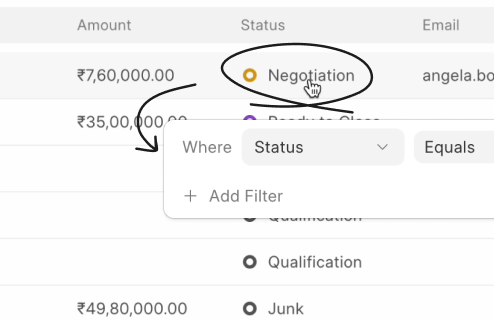 Amount Status Email
₹7,60,000.00 Negotiation angela.bo
₹35,00,000.00 Ready to Close
Where Status Equals
+ Add Filter
Qualification
Qualification
₹49,80,000.00 Junk